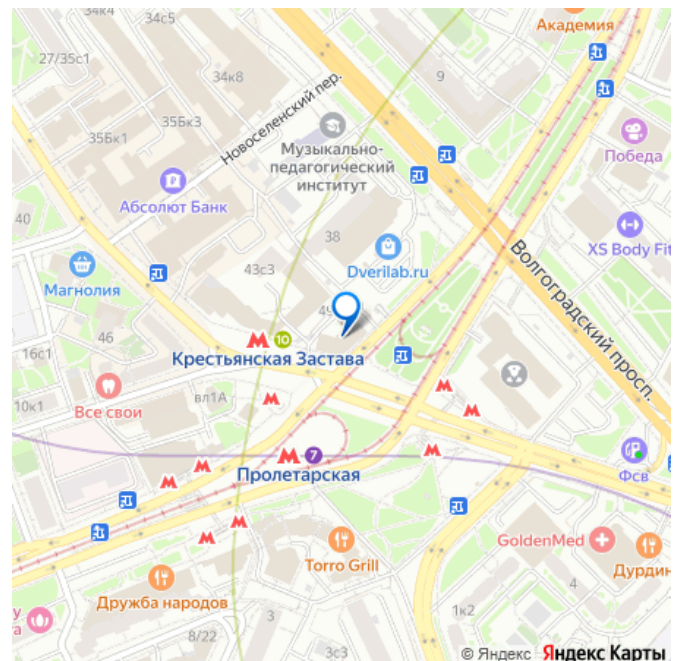 Академия
34с5
27/35с1
34к8
9
35Бк3
35Бк1
Новоселенский пер.
Победа
Музыкально-
педагогический
институт
Абсолют Банк
40
38
XS Body Fit
Dverilab.ru
Волгоградский просп.
43с3
Магнолия
49
46
10
16с1
Крестьянская Застава
10к1
Все свои
вл1А
7
Пролетарская
Фсв
GoldenMed
Torro Grill
Дурдин
4
Дружба народов
1к2
3
8/22
3с3
© Яндекс Яндекс Карты